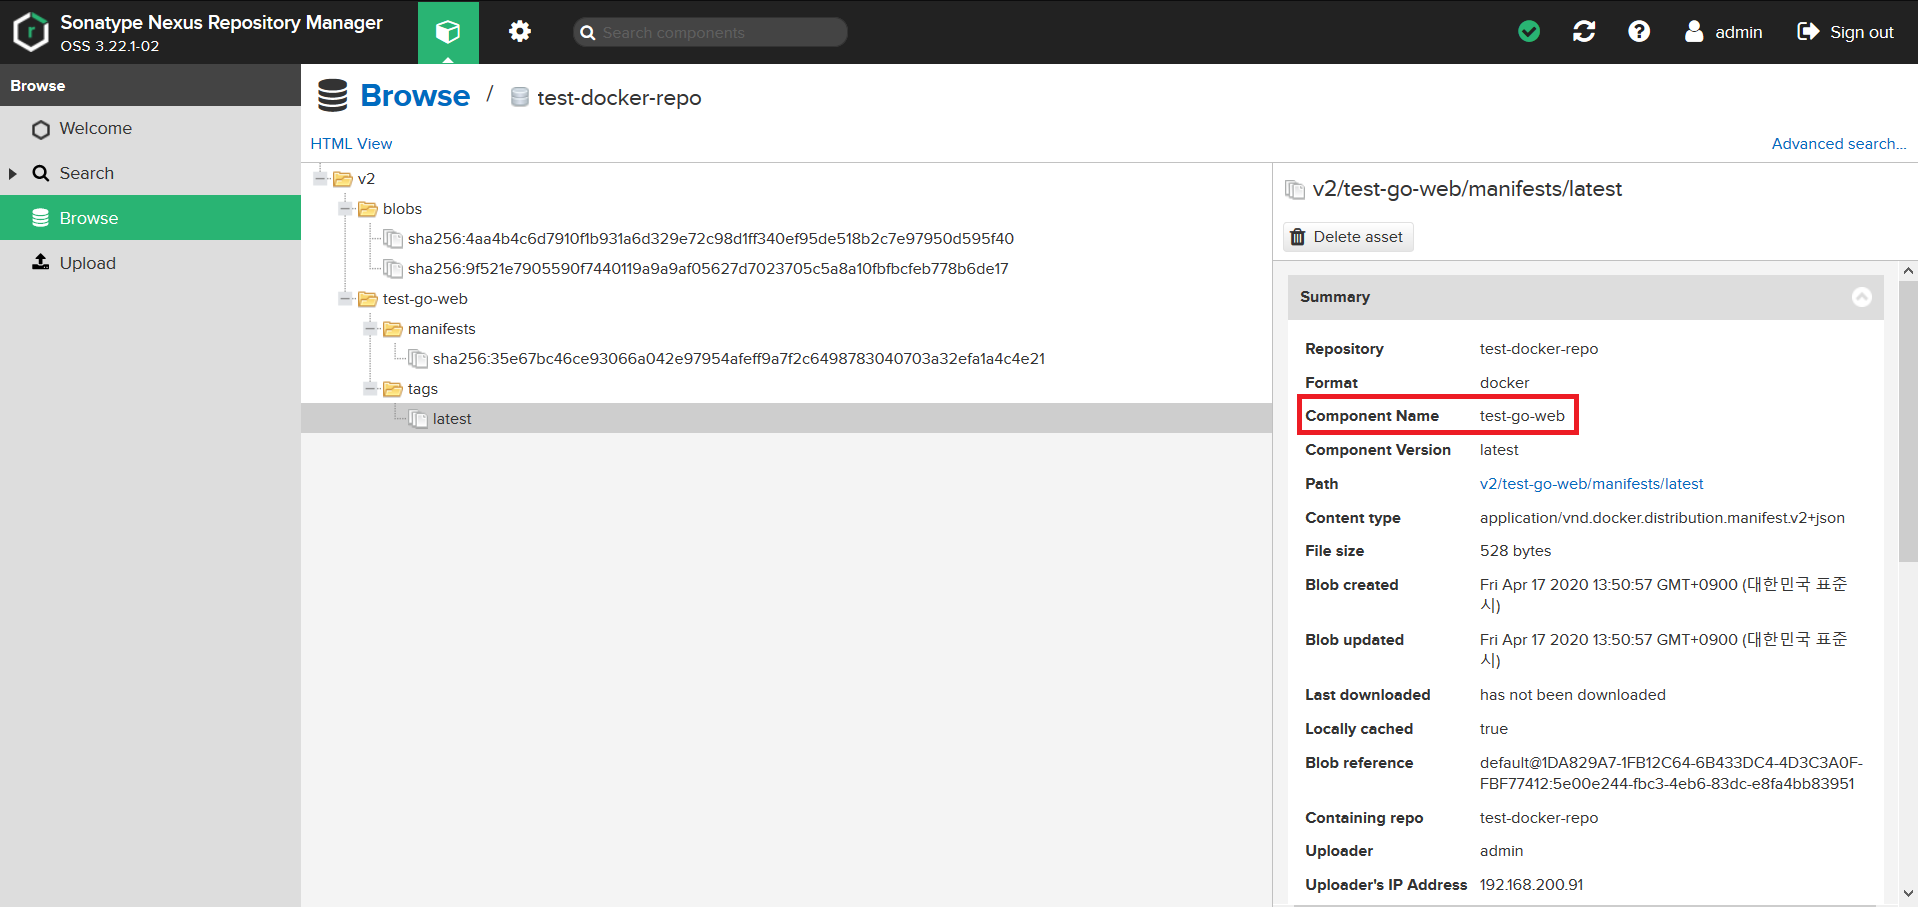 Sonatype Nexus Repository Manager
OSS 3.22.1-02
Search components
admin
Sign out
Browse
Welcome
Search
Browse
Upload
Browse / test-docker-repo
HTML View
Advanced search...
v2
blobs
sha256:4aa4b4c6d7910f1b931a6d329e72c98d1ff340ef95de518b2c7e97950d595f40
sha256:9f521e7905590f7440119a9a9af05627d7023705c5a8a10fbfbcfeb778b6de17
test-go-web
manifests
sha256:35e67bc46ce93066a042e97954afeff9a7f2c6498783040703a32efa1a4c4e21
tags
latest
v2/test-go-web/manifests/latest
Delete asset
Summary
Repository test-docker-repo
Format docker
Component Name test-go-web
Component Version latest
Path v2/test-go-web/manifests/latest
Content type application/vnd.docker.distribution.manifest.v2+json
File size 528 bytes
Blob created Fri Apr 17 2020 13:50:57 GMT+0900 (대한민국 표준
시)
Blob updated Fri Apr 17 2020 13:50:57 GMT+0900 (대한민국 표준
시)
Last downloaded has not been downloaded
Locally cached true
Blob reference default@1DA829A7-1FB12C64-6B433DC4-4D3C3A0F-
FBF77412:5e00e244-fbc3-4eb6-83dc-e8fa4bb83951
Containing repo test-docker-repo
Uploader admin
Uploader's IP Address 192.168.200.91